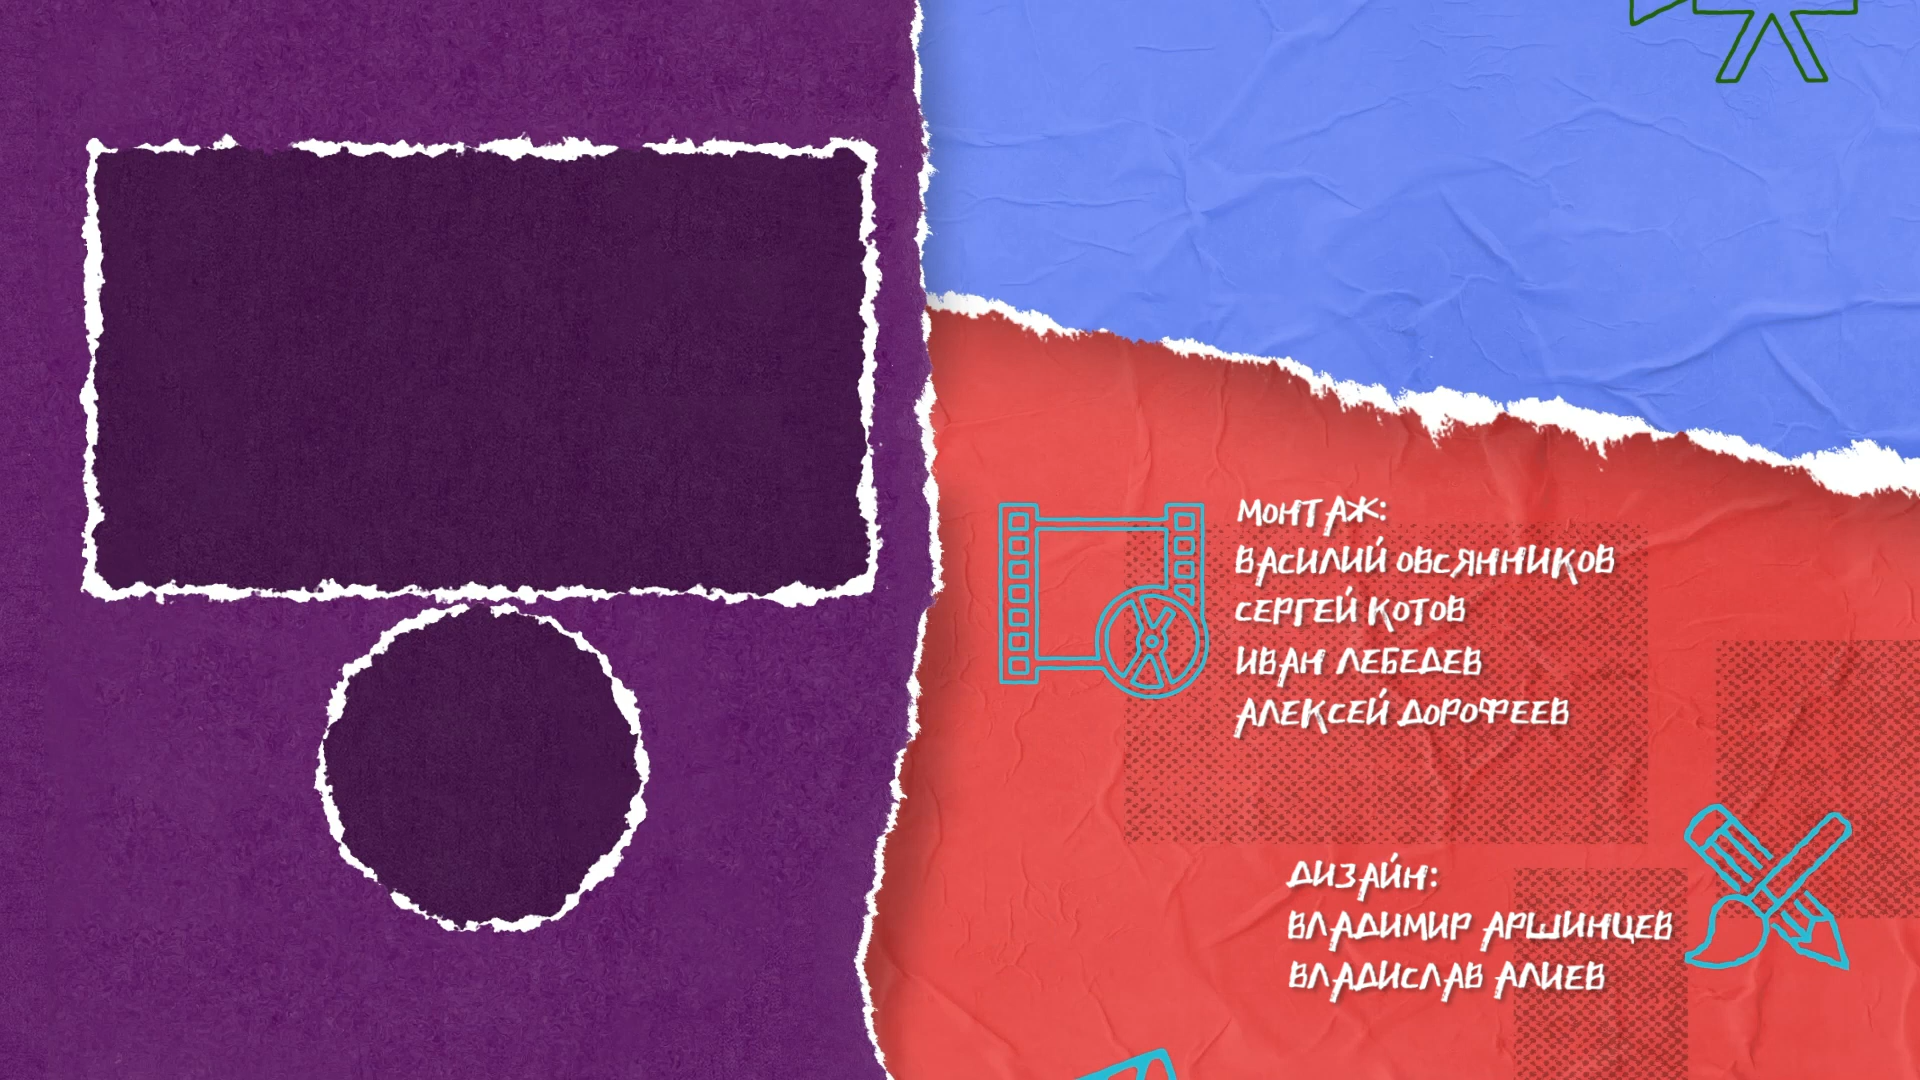 МОНТАЖ:
ВАСИЛИЙ ОВСЯННИКОВ
СЕРГЕЙ КОТОВ
ИВАН ЛЕБЕДЕВ
АЛЕКСЕЙ ДОРОФЕЕВ
ДИЗАЙН:
ВЛАДИМИР АРШИНЦЕВ
ВЛАДИСЛАВ АЛИЕВ